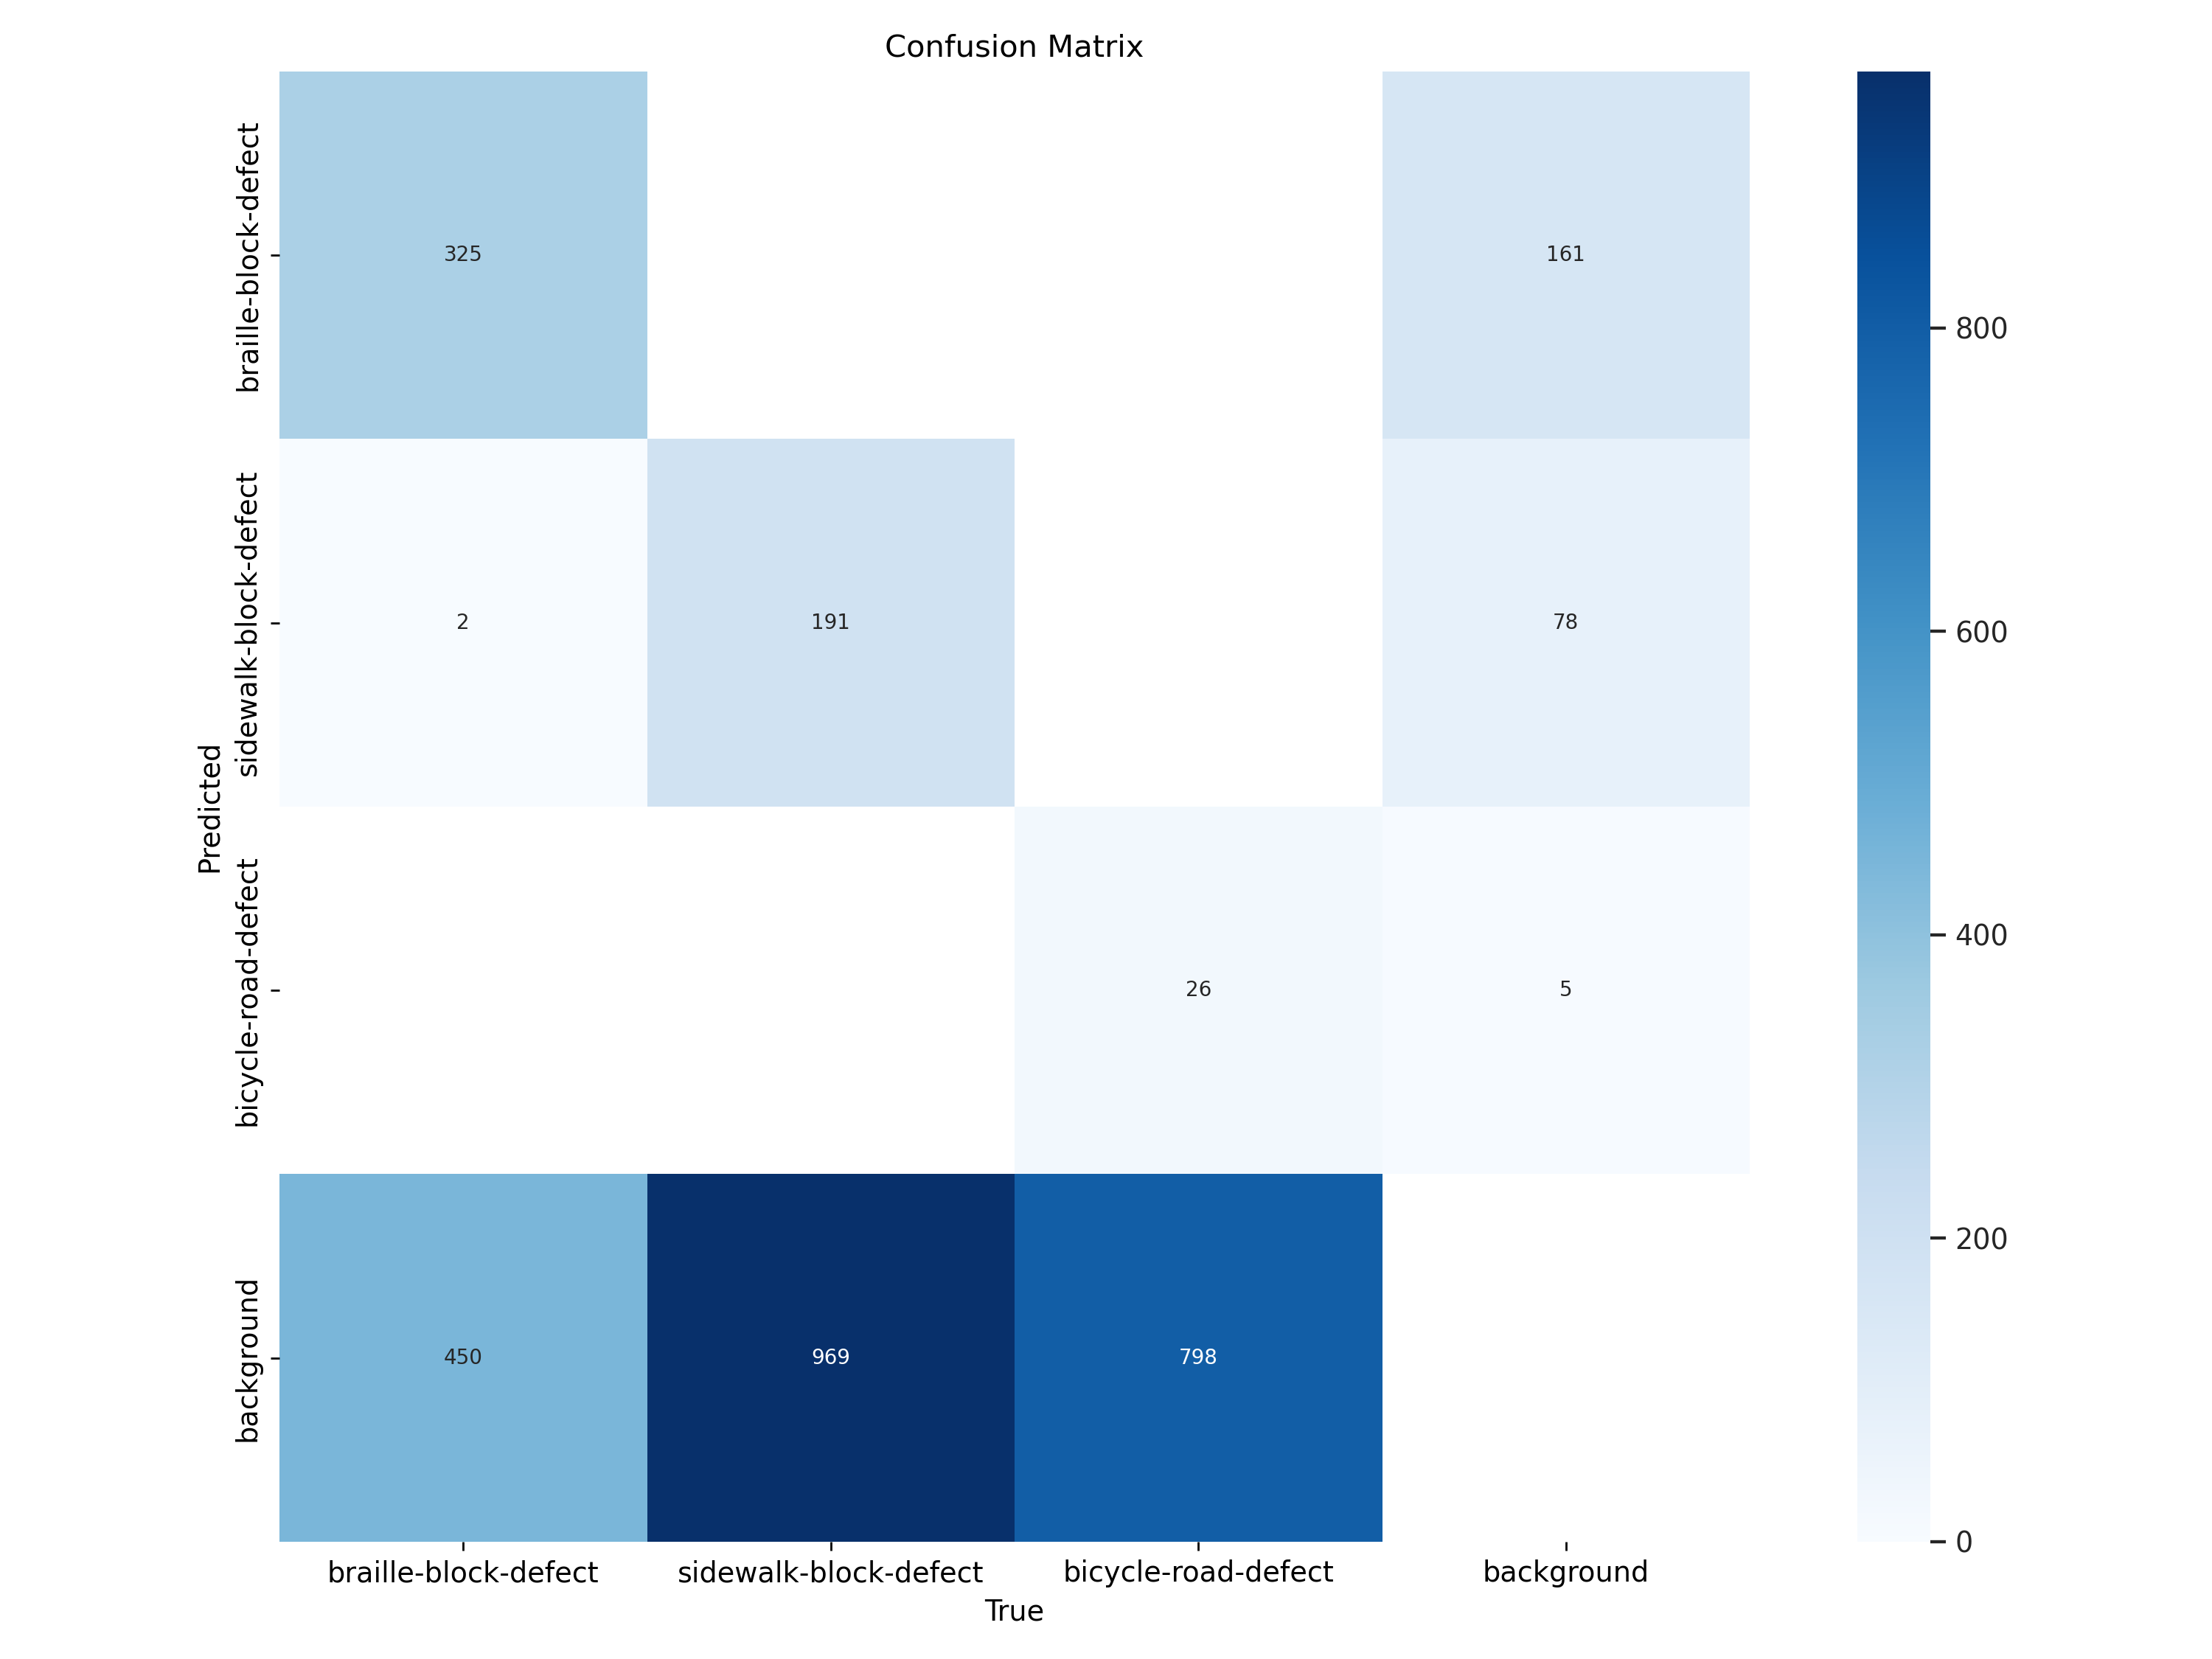 Confusion Matrix
braille-block-defect
sidewalk-block-defect
bicycle-road-defect
background
Predicted
325
161
2
191
78
26
5
450
969
798
braille-block-defect
sidewalk-block-defect
bicycle-road-defect
background
True
800
600
400
200
0